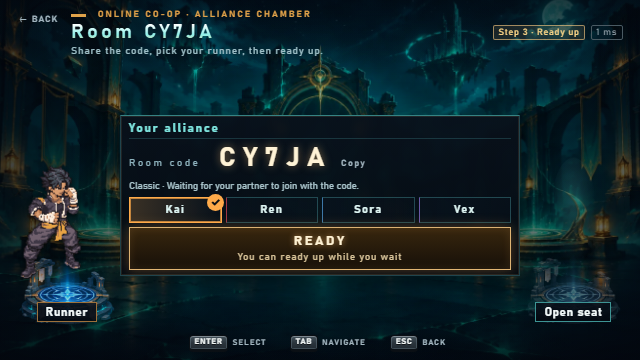 ← BACK
ONLINE CO-OP · ALLIANCE CHAMBER
Room CY7JA
Share the code, pick your runner, then ready up.
Step 3 · Ready up
1 ms
Your alliance
Room code CY7JA Copy
Classic · Waiting for your partner to join with the code.
Kai Ren Sora Vex
READY
You can ready up while you wait
Runner
Open seat
ENTER SELECT TAB NAVIGATE ESC BACK